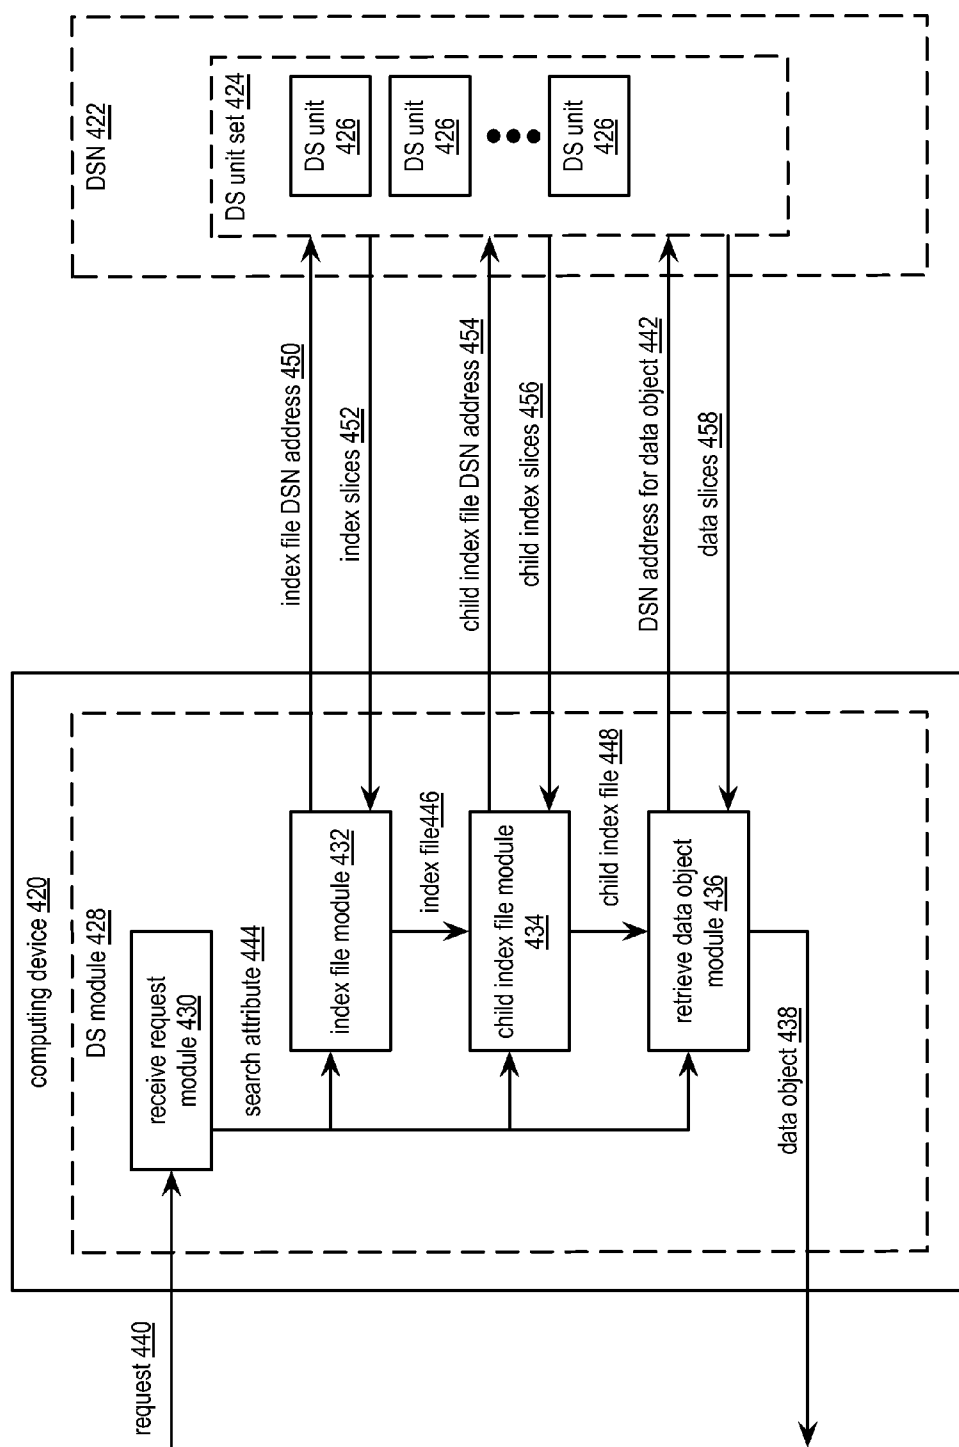 computing device 420
DS module 428
request 440
receive request
module 430
search attribute 444
index file module 432
index file446
child index file module
434
child index file 448
retrieve data object
module 436
data object 438
index file DSN address 450
index slices 452
child index file DSN address 454
child index slices 456
DSN address for data object 442
data slices 458
DSN 422
DS unit set 424
DS unit
426
DS unit
426
DS unit
426